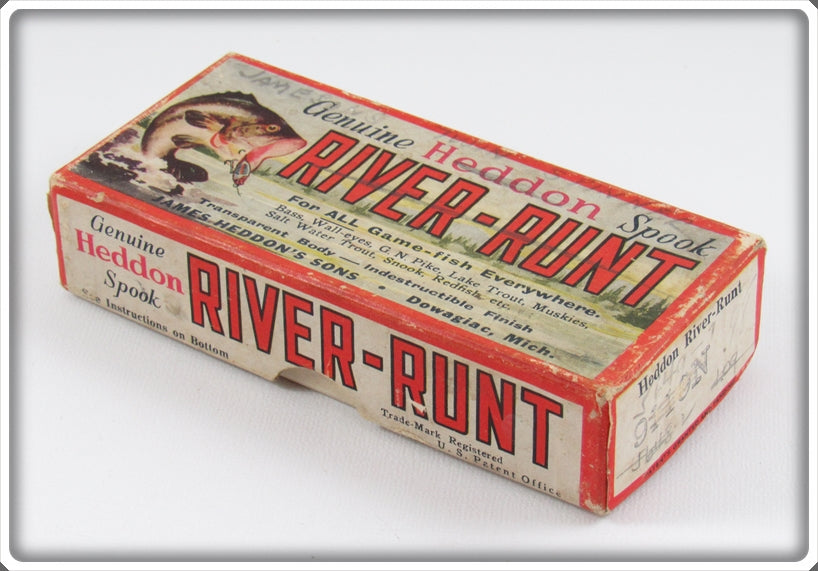 JAMES
Genuine Heddon Spook
RIVER-RUNT
For ALL Game-fish Everywhere.
Bass, Wall-eyes, G. N. Pike, Lake Trout, Muskies,
Salt Water Trout, Snook, Redfish, etc.
Transparent Body — Indestructible Finish
JAMES HEDDON'S SONS • Dowagiac, Mich.
Genuine
Heddon
Spook
RIVER-RUNT
See Instructions on Bottom
Trade-Mark Registered
U. S. Patent Office
Heddon River-Runt